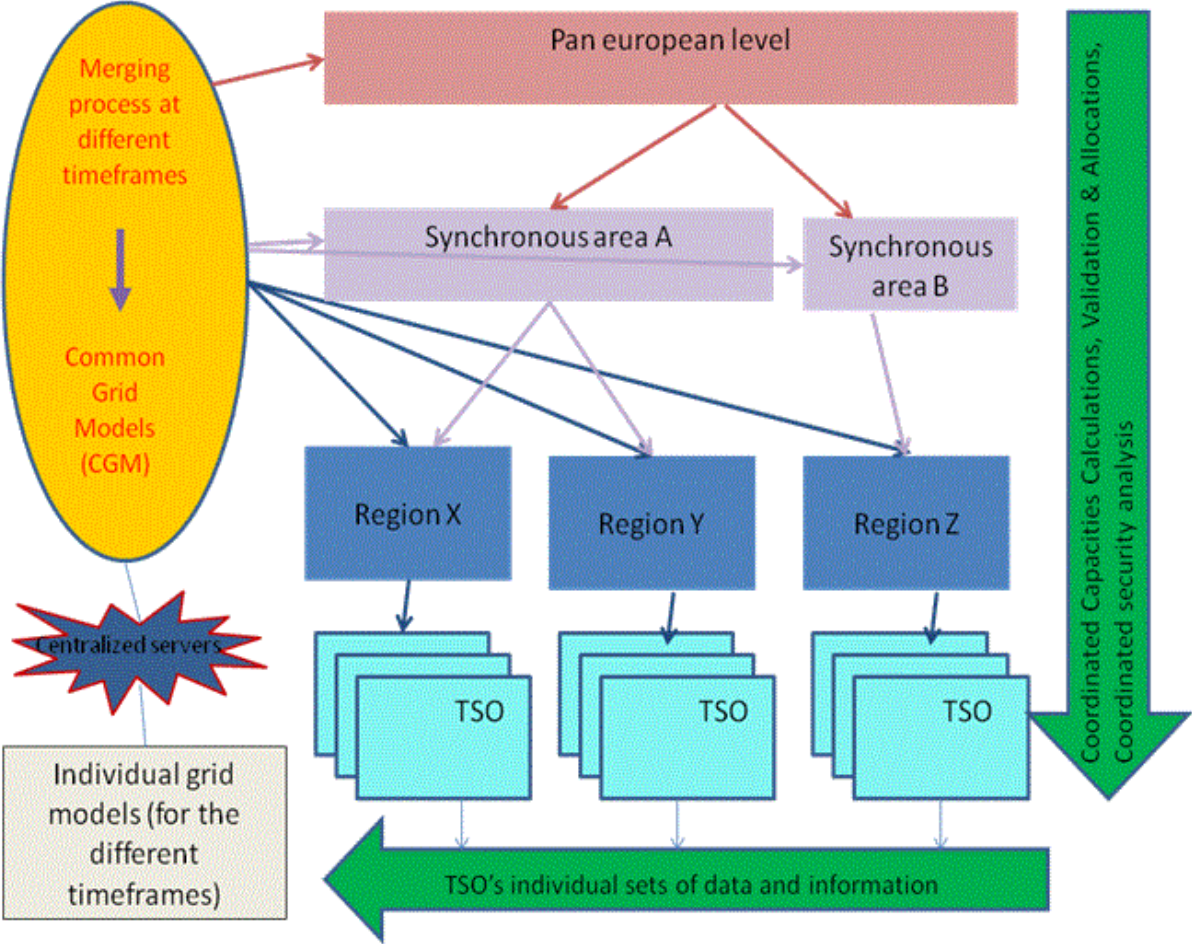 Merging
process at
different
timeframes
Common
Grid
Models
(CGM)
Pan european level
Synchronous area A
Synchronous
area B
Region X
Region Y
Region Z
Centralized servers
TSO
TSO
TSO
Individual grid
models (for the
different
timeframes)
TSO's individual sets of data and information
Coordinated Capacities Calculations, Validation & Allocations,
Coordinated security analysis